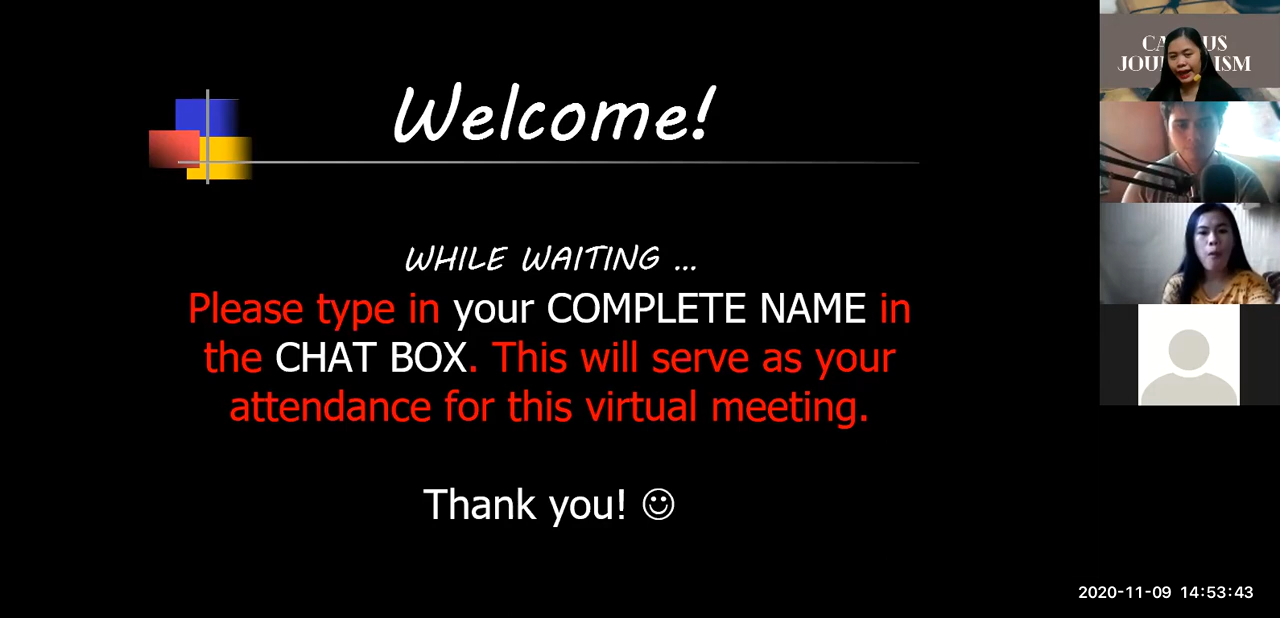 Welcome!
WHILE WAITING ...
Please type in your COMPLETE NAME in
the CHAT BOX. This will serve as your
attendance for this virtual meeting.
Thank you! ☺
2020-11-09 14:53:43